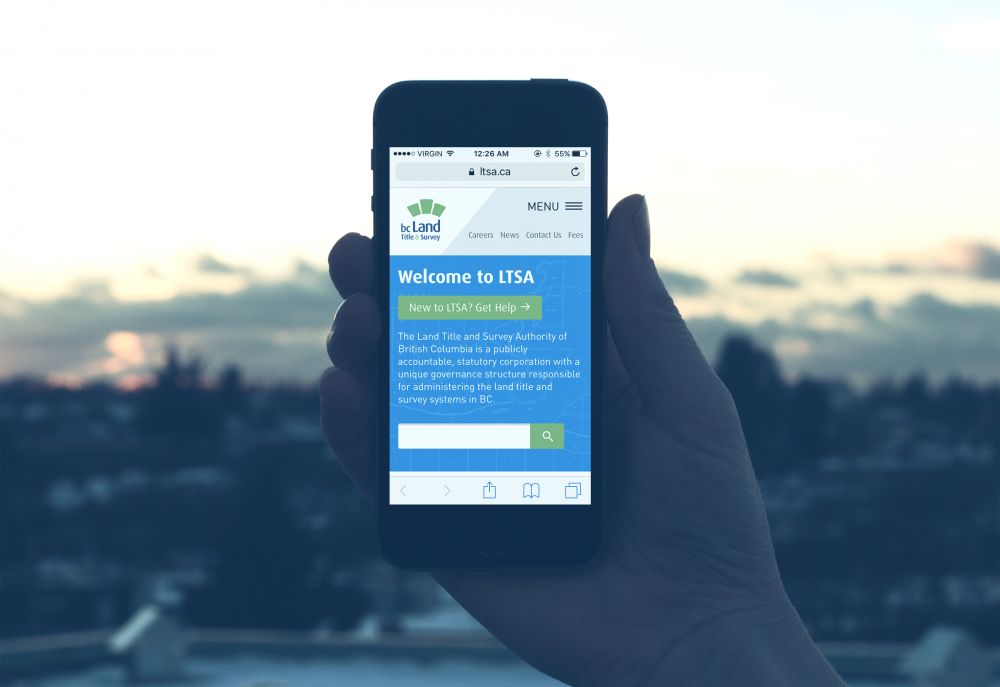 VIRGIN 12:26 AM 55%
ltsa.ca
bc Land
Title & Survey
MENU
Careers News Contact Us Fees
Welcome to LTSA
New to LTSA? Get Help →
The Land Title and Survey Authority of
British Columbia is a publicly
accountable, statutory corporation with a
unique governance structure responsible
for administering the land title and
survey systems in BC.